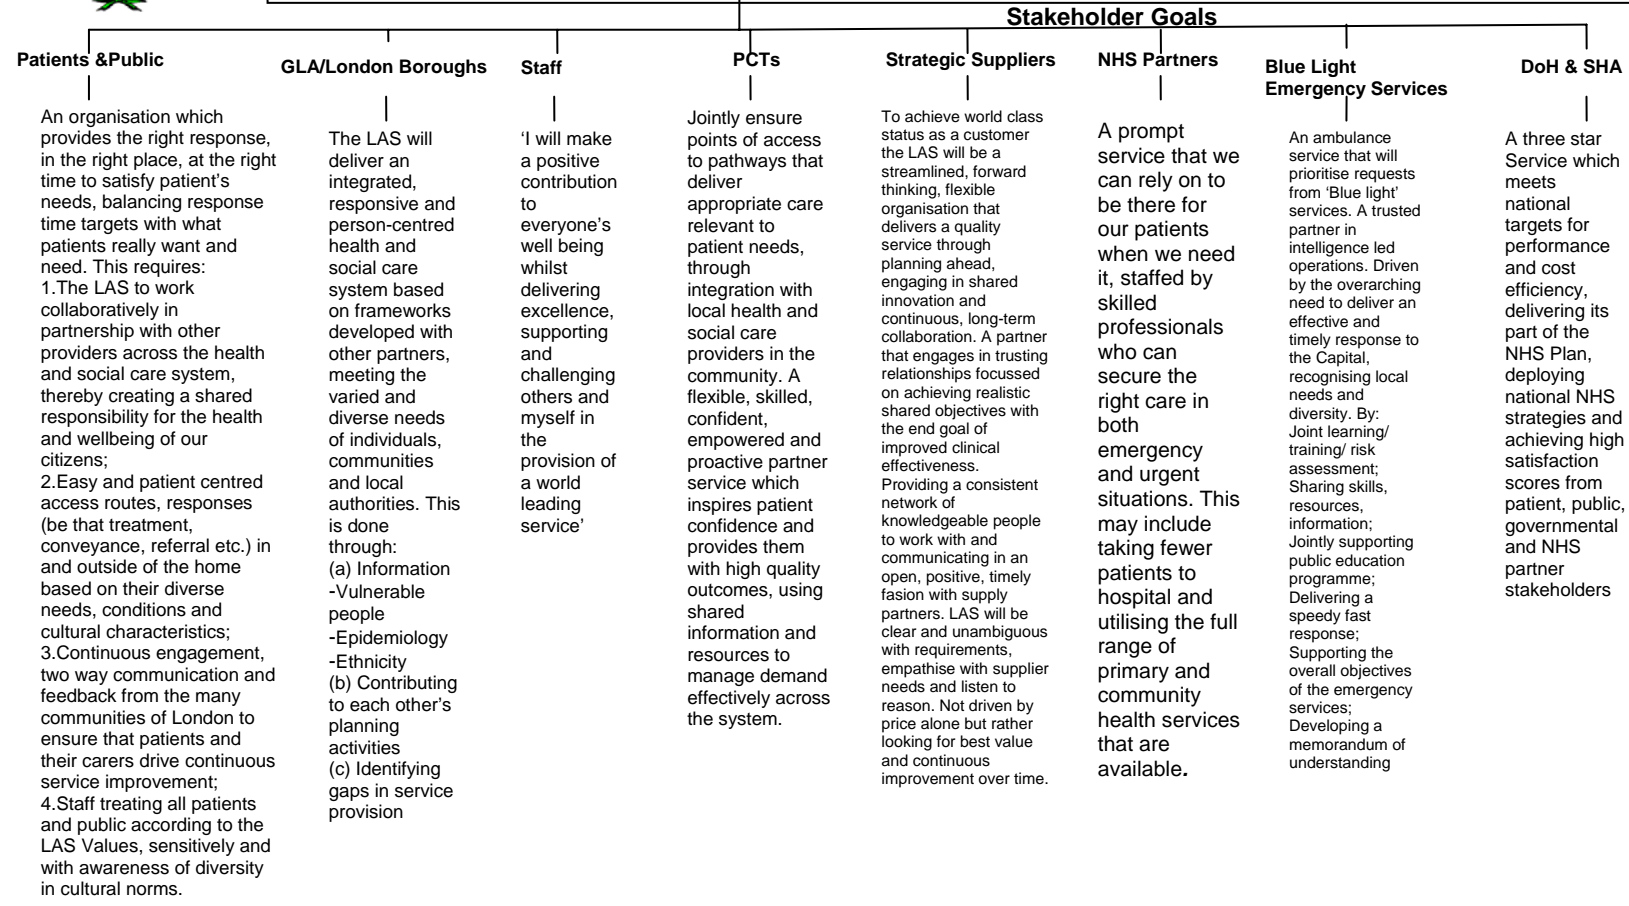 Stakeholder Goals
Patients &Public
An organisation which
provides the right response,
in the right place, at the right
time to satisfy patient’s
needs, balancing response
time targets with what
patients really want and
need. This requires:
1.The LAS to work
collaboratively in
partnership with other
providers across the health
and social care system,
thereby creating a shared
responsibility for the health
and wellbeing of our
citizens;
2.Easy and patient centred
access routes, responses
(be that treatment,
conveyance, referral etc.) in
and outside of the home
based on their diverse
needs, conditions and
cultural characteristics;
3.Continuous engagement,
two way communication and
feedback from the many
communities of London to
ensure that patients and
their carers drive continuous
service improvement;
4.Staff treating all patients
and public according to the
LAS Values, sensitively and
with awareness of diversity
in cultural norms.
GLA/London Boroughs
The LAS will
deliver an
integrated,
responsive and
person-centred
health and
social care
system based
on frameworks
developed with
other partners,
meeting the
varied and
diverse needs
of individuals,
communities
and local
authorities. This
is done
through:
(a) Information
-Vulnerable
people
-Epidemiology
-Ethnicity
(b) Contributing
to each other’s
planning
activities
(c) Identifying
gaps in service
provision
Staff
‘I will make
a positive
contribution
to
everyone’s
well being
whilst
delivering
excellence,
supporting
and
challenging
others and
myself in
the
provision of
a world
leading
service’
PCTs
Jointly ensure
points of access
to pathways that
deliver
appropriate care
relevant to
patient needs,
through
integration with
local health and
social care
providers in the
community. A
flexible, skilled,
confident,
empowered and
proactive partner
service which
inspires patient
confidence and
provides them
with high quality
outcomes, using
shared
information and
resources to
manage demand
effectively across
the system.
Strategic Suppliers
To achieve world class
status as a customer
the LAS will be a
streamlined, forward
thinking, flexible
organisation that
delivers a quality
service through
planning ahead,
engaging in shared
innovation and
continuous, long-term
collaboration. A partner
that engages in trusting
relationships focussed
on achieving realistic
shared objectives with
the end goal of
improved clinical
effectiveness.
Providing a consistent
network of
knowledgeable people
to work with and
communicating in an
open, positive, timely
fasion with supply
partners. LAS will be
clear and unambiguous
with requirements,
empathise with supplier
needs and listen to
reason. Not driven by
price alone but rather
looking for best value
and continuous
improvement over time.
NHS Partners
A prompt
service that we
can rely on to
be there for
our patients
when we need
it, staffed by
skilled
professionals
who can
secure the
right care in
both
emergency
and urgent
situations. This
may include
taking fewer
patients to
hospital and
utilising the full
range of
primary and
community
health services
that are
available.
Blue Light
Emergency Services
An ambulance
service that will
prioritise requests
from ‘Blue light’
services. A trusted
partner in
intelligence led
operations. Driven
by the overarching
need to deliver an
effective and
timely response to
the Capital,
recognising local
needs and
diversity. By:
Joint learning/
training/ risk
assessment;
Sharing skills,
resources,
information;
Jointly supporting
public education
programme;
Delivering a
speedy fast
response;
Supporting the
overall objectives
of the emergency
services;
Developing a
memorandum of
understanding
DoH & SHA
A three star
Service which
meets
national
targets for
performance
and cost
efficiency,
delivering its
part of the
NHS Plan,
deploying
national NHS
strategies and
achieving high
satisfaction
scores from
patient, public,
governmental
and NHS
partner
stakeholders